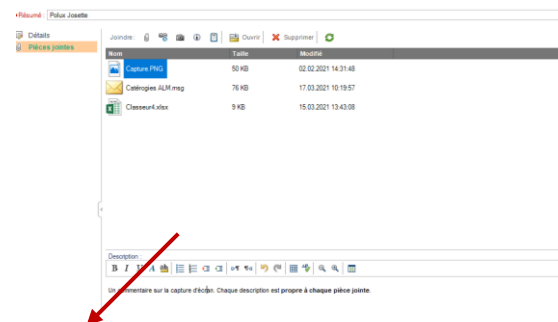 •Résumé : Polux Josette
Détails
Pièces jointes
Joindre: Ouvrir Supprimer
Nom Taille Modifié
Capture.PNG 50 KB 02.02.2021 14:31:48
Catérogies ALM.msg 76 KB 17.03.2021 10:19:57
Classeur4.xlsx 9 KB 15.03.2021 13:43:08
Description :
B I U A
Un commentaire sur la capture d'écran. Chaque description est propre à chaque pièce jointe.